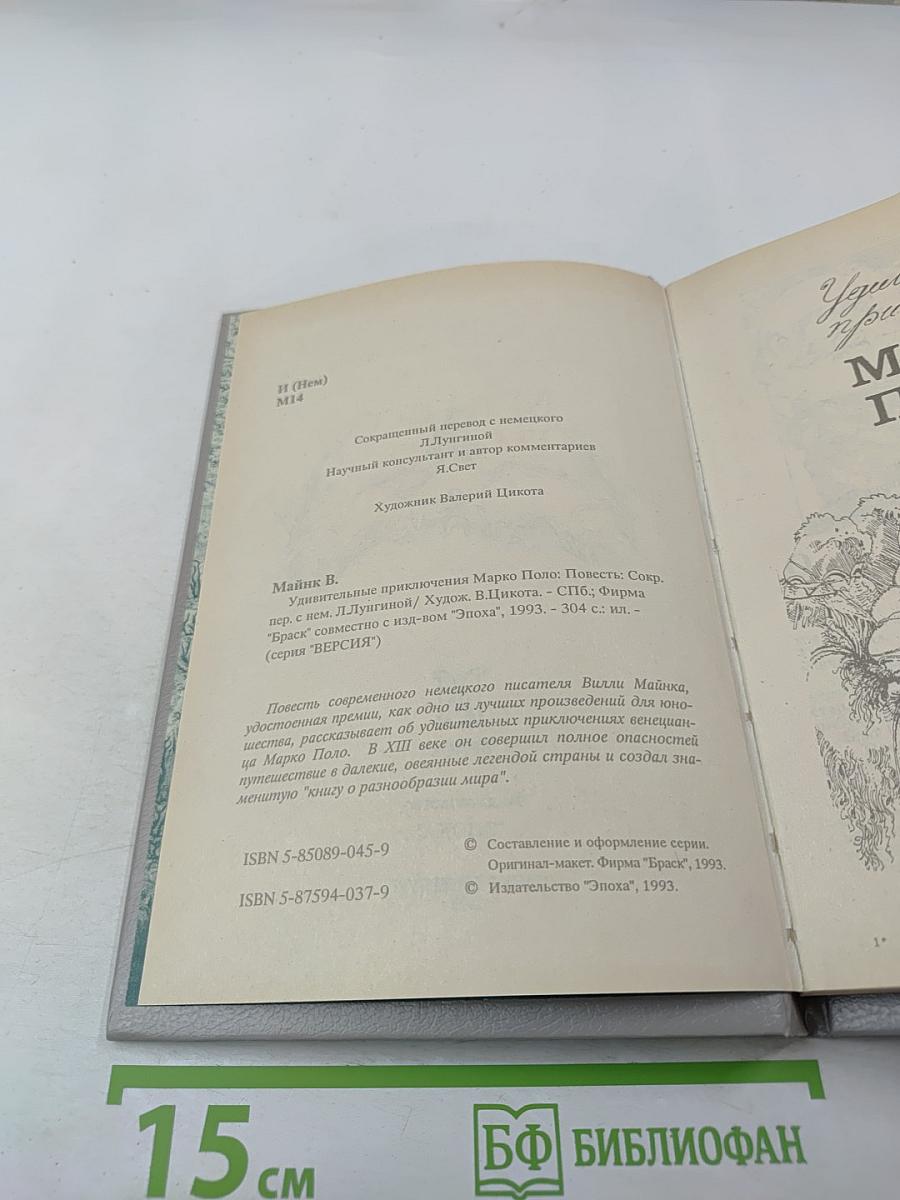 И (Нем)
М14
Сокращенный перевод с немецкого
Л.Лунгиной
Научный консультант и автор комментариев
Я.Свет
Художник Валерий Цикота
Майнк В.
Удивительные приключения Марко Поло: Повесть: Сокр.
пер. с нем. Л.Лунгиной/ Худож. В.Цикота. - СПб.; Фирма
"Браск" совместно с изд-вом "Эпоха", 1993. - 304 с.: ил. -
(серия "ВЕРСИЯ")
Повесть современного немецкого писателя Вилли Майнка,
удостоенная премии, как одно из лучших произведений для юно-
шества, рассказывает об удивительных приключениях венециан-
ца Марко Поло. В XIII веке он совершил полное опасностей
путешествие в далекие, овеянные легендой страны и создал зна-
менитую "книгу о разнообразии мира".
ISBN 5-85089-045-9
ISBN 5-87594-037-9
© Составление и оформление серии.
Оригинал-макет. Фирма "Браск", 1993.
© Издательство "Эпоха", 1993.
1*
15 см
БФ БИБЛИОФАН